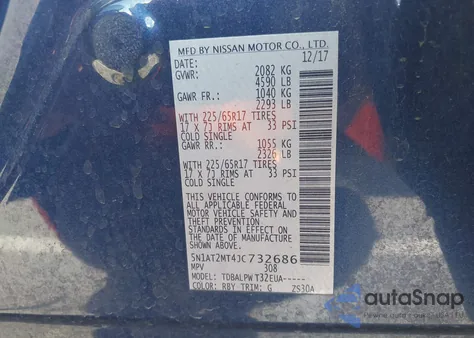 MFD BY NISSAN MOTOR CO., LTD.
DATE: 12/17
GVWR: 2082 KG
4590 LB
GAWR FR.: 1040 KG
2293 LB
WITH 225/65R17 TIRES
17 X 7J RIMS AT 33 PSI
COLD SINGLE
GAWR RR.: 1055 KG
2326 LB
WITH 225/65R17 TIRES
17 X 7J RIMS AT 33 PSI
COLD SINGLE
THIS VEHICLE CONFORMS TO
ALL APPLICABLE FEDERAL
MOTOR VEHICLE SAFETY
STANDARDS IN EFFECT ON THE
DATE OF MANUFACTURE
SHOWN ABOVE.
5N1AT2MT4JC732686
MPV 308
MODEL: TDBALPW T32EUA-----
COLOR: RBY TRIM: G ZS30A
autoSnap